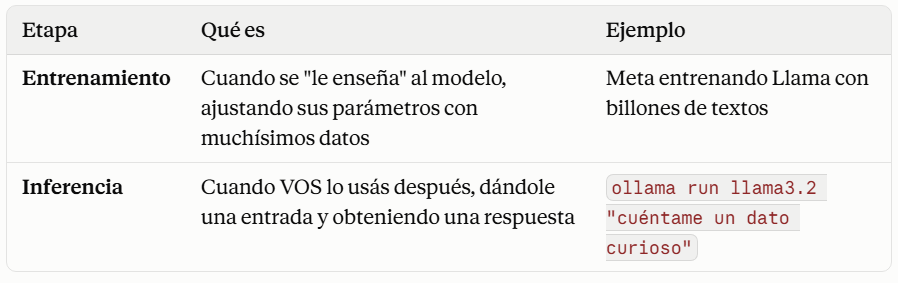 Etapa Qué es Ejemplo
Entrenamiento Cuando se "le enseña" al modelo, Meta entrenando Llama con
ajustando sus parámetros con billones de textos
muchísimos datos
Inferencia Cuando VOS lo usás después, dándole ollama run llama3.2
una entrada y obteniendo una respuesta "cuéntame un dato
curioso"